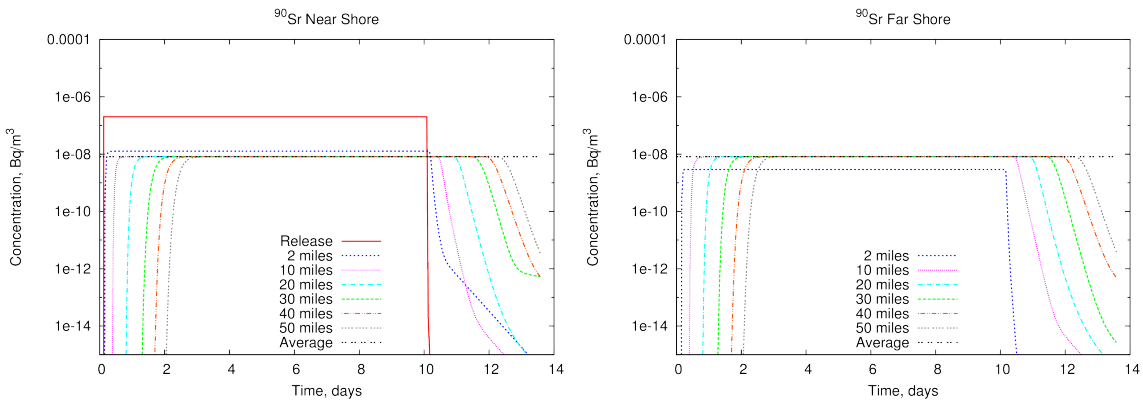 ⁹⁰Sr Near Shore
0.0001
1e-06
1e-08
1e-10
1e-12
1e-14
Concentration, Bq/m³
Release
2 miles
10 miles
20 miles
30 miles
40 miles
50 miles
Average
0 2 4 6 8 10 12 14
Time, days
⁹⁰Sr Far Shore
0.0001
1e-06
1e-08
1e-10
1e-12
1e-14
Concentration, Bq/m³
2 miles
10 miles
20 miles
30 miles
40 miles
50 miles
Average
0 2 4 6 8 10 12 14
Time, days